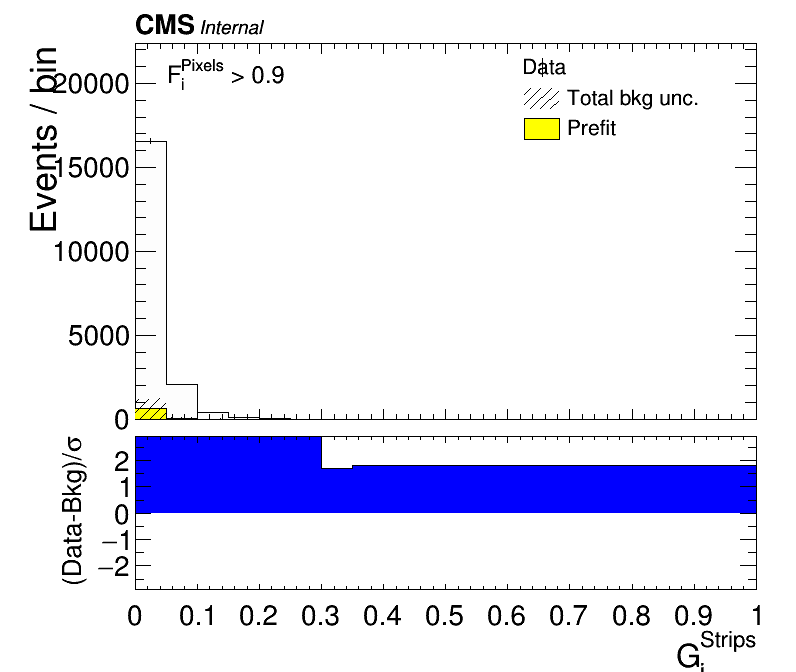 CMS Internal
F_i^Pixels > 0.9
Data
Total bkg unc.
Prefit
Events / bin
20000
15000
10000
5000
0
(Data-Bkg)/σ
2
1
0
−1
−2
0 0.1 0.2 0.3 0.4 0.5 0.6 0.7 0.8 0.9 1
G_i^Strips